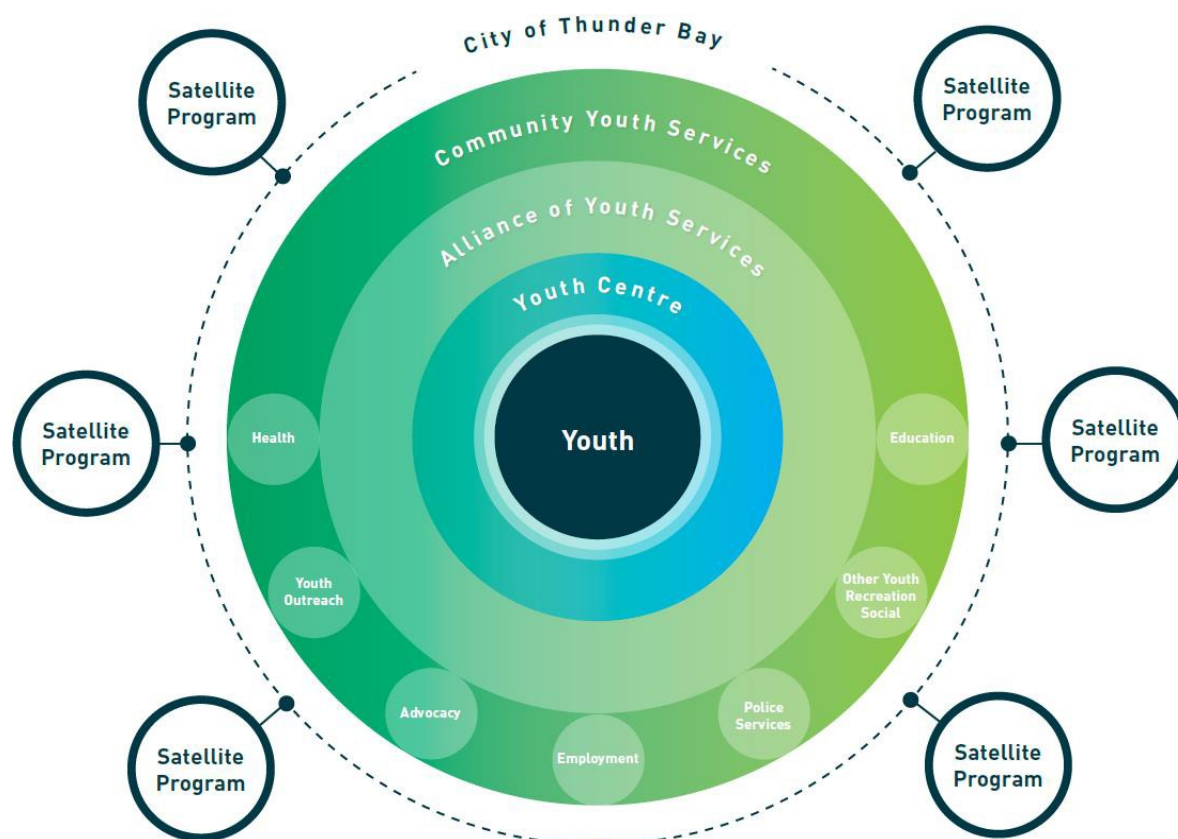 City of Thunder Bay
Satellite
Program
Satellite
Program
Community Youth Services
Alliance of Youth Services
Youth Centre
Youth
Satellite
Program
Health
Education
Satellite
Program
Youth
Outreach
Other Youth
Recreation
Social
Advocacy
Police
Services
Employment
Satellite
Program
Satellite
Program